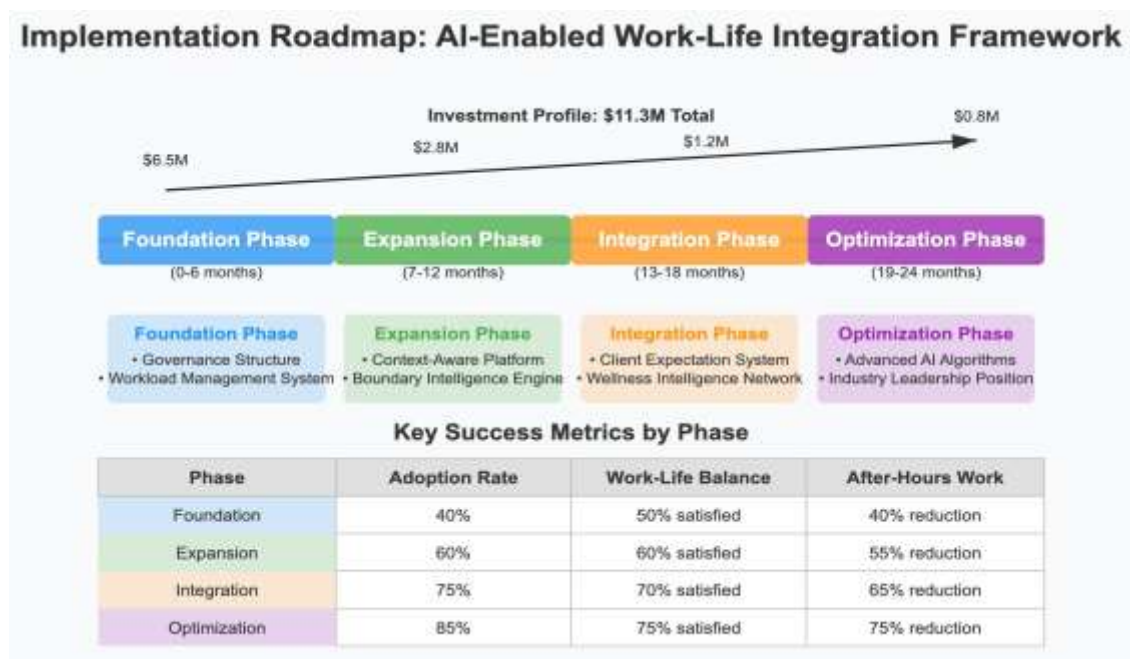 Implementation Roadmap: AI-Enabled Work-Life Integration Framework
Investment Profile: $11.3M Total
$6.5M
$2.8M
$1.2M
$0.8M
Foundation Phase
(0-6 months)
Expansion Phase
(7-12 months)
Integration Phase
(13-18 months)
Optimization Phase
(19-24 months)
Foundation Phase
• Governance Structure
• Workload Management System
Expansion Phase
• Context-Aware Platform
• Boundary Intelligence Engine
Integration Phase
• Client Expectation System
• Wellness Intelligence Network
Optimization Phase
• Advanced AI Algorithms
• Industry Leadership Position
Key Success Metrics by Phase
Phase Adoption Rate Work-Life Balance After-Hours Work
Foundation 40% 50% satisfied 40% reduction
Expansion 60% 60% satisfied 55% reduction
Integration 75% 70% satisfied 65% reduction
Optimization 85% 75% satisfied 75% reduction